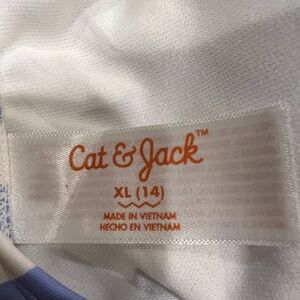 Cat & Jack™
XL (14)
MADE IN VIETNAM
HECHO EN VIETNAM